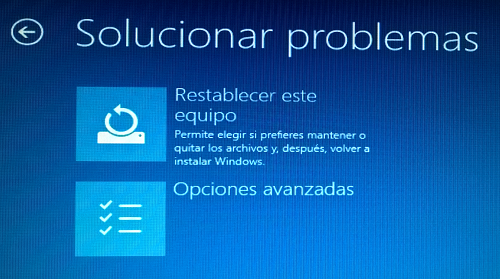 Solucionar problemas
Restablecer este
equipo
Permite elegir si prefieres mantener o
quitar los archivos y, después, volver a
instalar Windows.
Opciones avanzadas